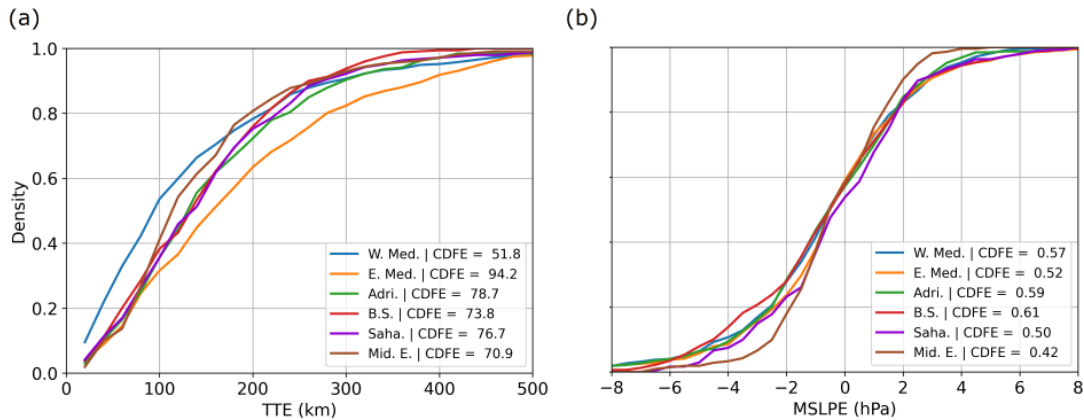 (a)
(b)
1.0
0.8
0.6
0.4
0.2
0.0
Density
W. Med. | CDFE = 51.8
E. Med. | CDFE = 94.2
Adri. | CDFE = 78.7
B.S. | CDFE = 73.8
Saha. | CDFE = 76.7
Mid. E. | CDFE = 70.9
0 100 200 300 400 500
TTE (km)
W. Med. | CDFE = 0.57
E. Med. | CDFE = 0.52
Adri. | CDFE = 0.59
B.S. | CDFE = 0.61
Saha. | CDFE = 0.50
Mid. E. | CDFE = 0.42
−8 −6 −4 −2 0 2 4 6 8
MSLPE (hPa)